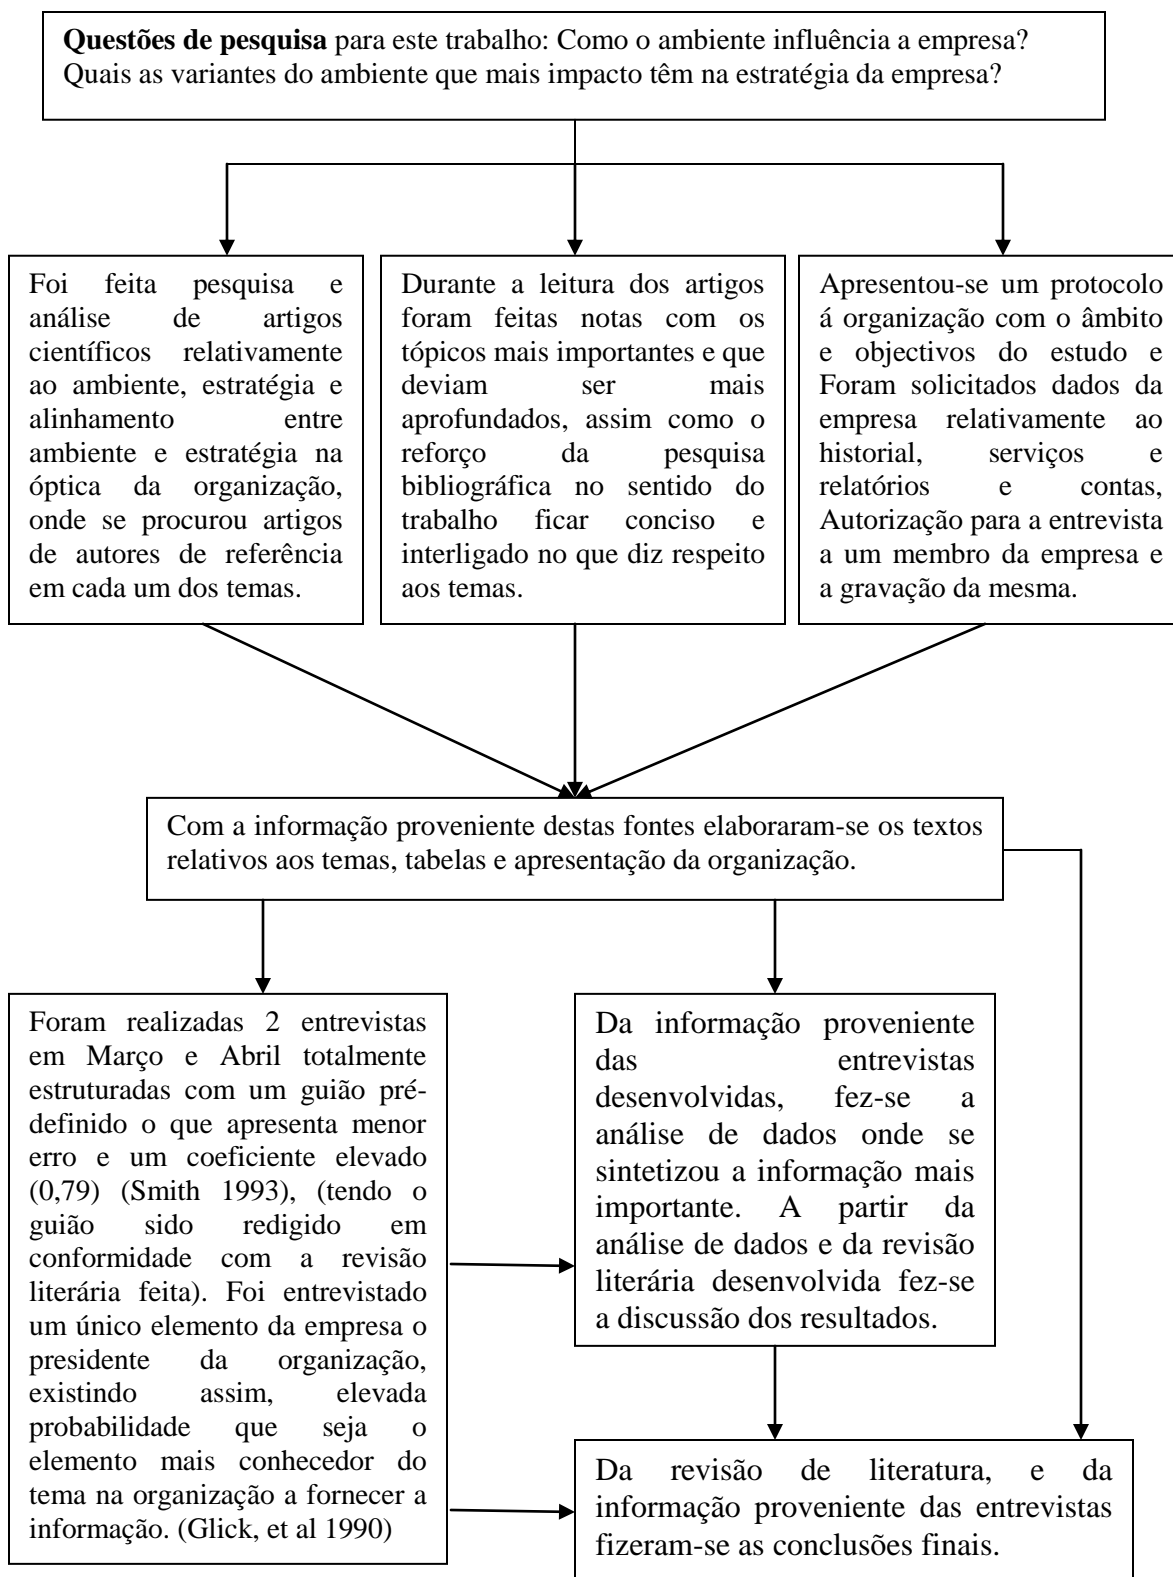 Questões de pesquisa para este trabalho: Como o ambiente influência a empresa?
Quais as variantes do ambiente que mais impacto têm na estratégia da empresa?
Foi feita pesquisa e
análise de artigos
científicos relativamente
ao ambiente, estratégia e
alinhamento entre
ambiente e estratégia na
óptica da organização,
onde se procurou artigos
de autores de referência
em cada um dos temas.
Durante a leitura dos artigos
foram feitas notas com os
tópicos mais importantes e que
deviam ser mais
aprofundados, assim como o
reforço da pesquisa
bibliográfica no sentido do
trabalho ficar conciso e
interligado no que diz respeito
aos temas.
Apresentou-se um protocolo
á organização com o âmbito
e objectivos do estudo e
Foram solicitados dados da
empresa relativamente ao
historial, serviços e
relatórios e contas,
Autorização para a entrevista
a um membro da empresa e
a gravação da mesma.
Com a informação proveniente destas fontes elaboraram-se os textos
relativos aos temas, tabelas e apresentação da organização.
Foram realizadas 2 entrevistas
em Março e Abril totalmente
estruturadas com um guião pré-
definido o que apresenta menor
erro e um coeficiente elevado
(0,79) (Smith 1993), (tendo o
guião sido redigido em
conformidade com a revisão
literária feita). Foi entrevistado
um único elemento da empresa o
presidente da organização,
existindo assim, elevada
probabilidade que seja o
elemento mais conhecedor do
tema na organização a fornecer a
informação. (Glick, et al 1990)
Da informação proveniente
das entrevistas
desenvolvidas, fez-se a
análise de dados onde se
sintetizou a informação mais
importante. A partir da
análise de dados e da revisão
literária desenvolvida fez-se
a discussão dos resultados.
Da revisão de literatura, e da
informação proveniente das entrevistas
fizeram-se as conclusões finais.